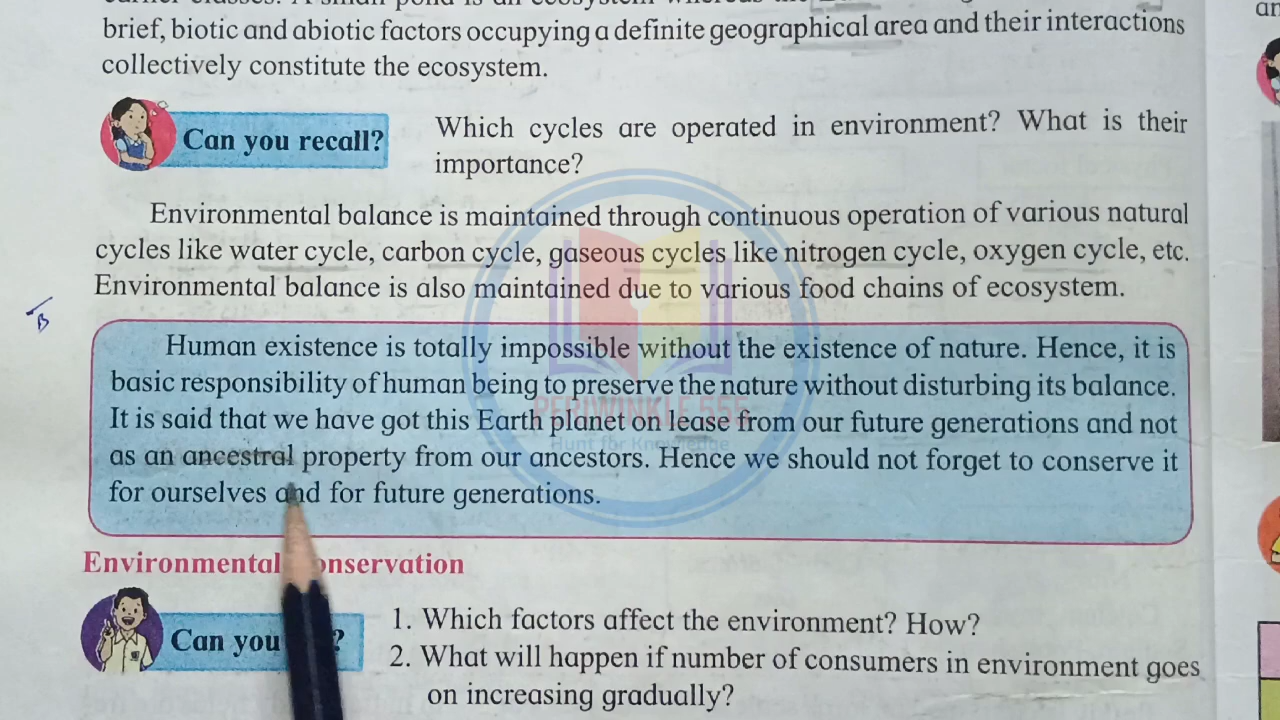 brief, biotic and abiotic factors occupying a definite geographical area and their interactions
collectively constitute the ecosystem.
Can you recall?
Which cycles are operated in environment? What is their
importance?
Environmental balance is maintained through continuous operation of various natural
cycles like water cycle, carbon cycle, gaseous cycles like nitrogen cycle, oxygen cycle, etc.
Environmental balance is also maintained due to various food chains of ecosystem.
Human existence is totally impossible without the existence of nature. Hence, it is
basic responsibility of human being to preserve the nature without disturbing its balance.
It is said that we have got this Earth planet on lease from our future generations and not
as an ancestral property from our ancestors. Hence we should not forget to conserve it
for ourselves and for future generations.
PERIWINKLE 555
Hunt for Knowledge
Environmental onservation
Can you ?
1. Which factors affect the environment? How?
2. What will happen if number of consumers in environment goes
on increasing gradually?